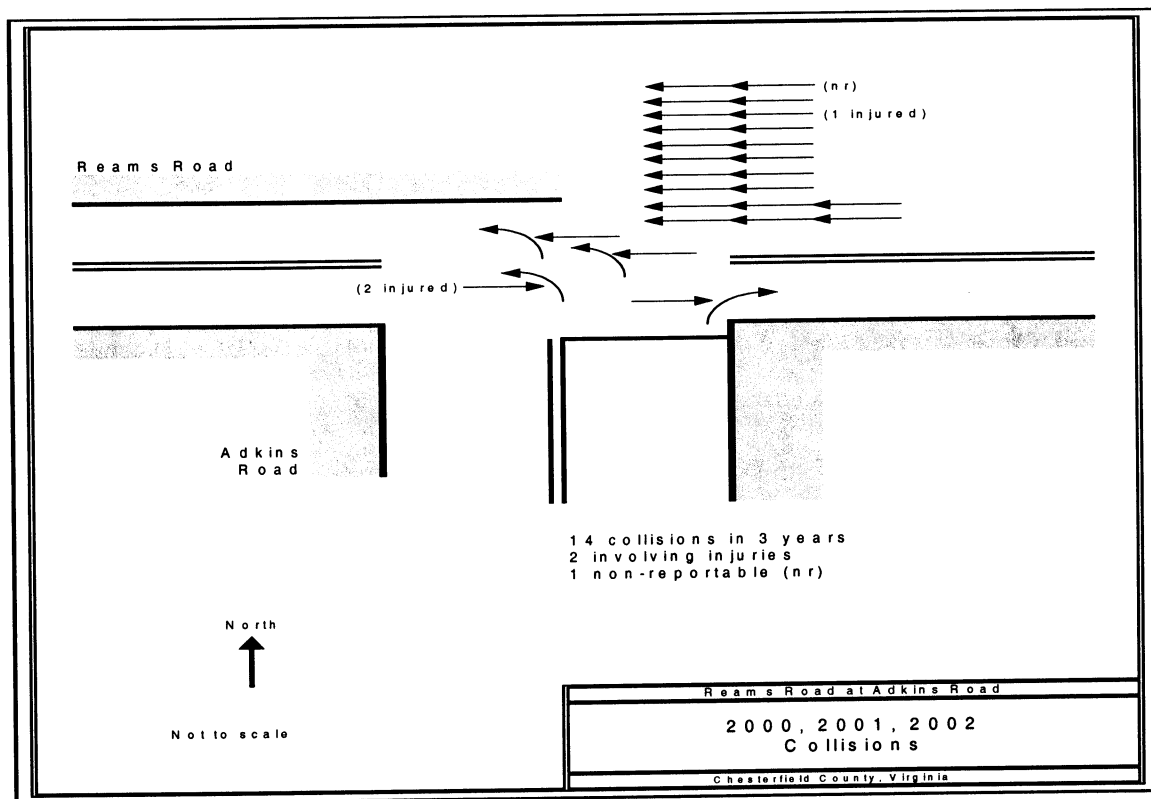 (nr)
(1 injured)
Reams Road
(2 injured)
Adkins
Road
14 collisions in 3 years
2 involving injuries
1 non-reportable (nr)
North
Not to scale
Reams Road at Adkins Road
2000, 2001, 2002
Collisions
Chesterfield County, Virginia